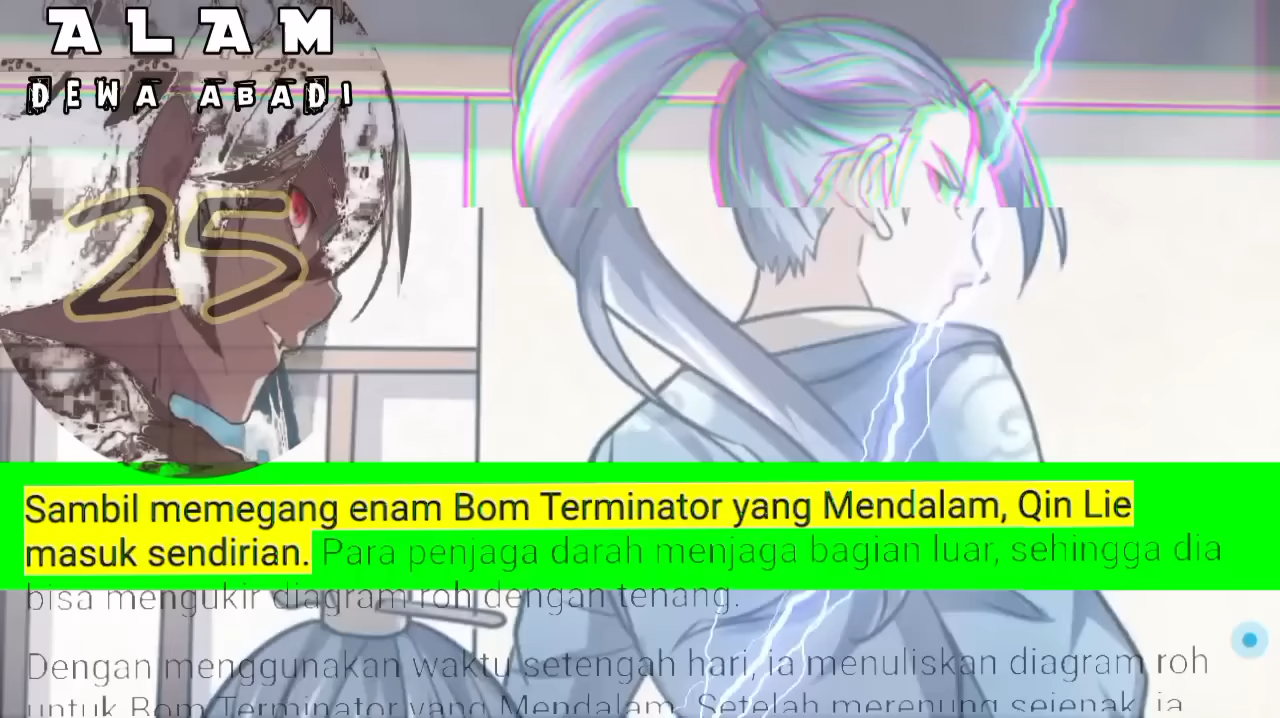 ALAM
DEWA ABADI
25
Sambil memegang enam Bom Terminator yang Mendalam, Qin Lie
masuk sendirian. Para penjaga darah menjaga bagian luar, sehingga dia
bisa mengukir diagram roh dengan tenang.
Dengan menggunakan waktu setengah hari, ia menuliskan diagram roh
untuk Bom Terminator yang Mendalam. Setelah merenung sejenak, ia